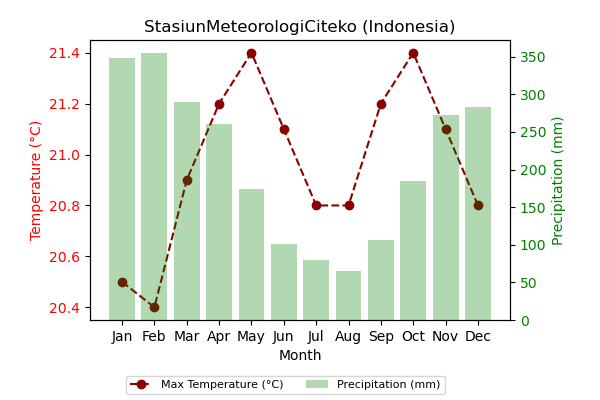 StasiunMeteorologiCiteko (Indonesia)
Temperature (°C)
21.4
21.2
21.0
20.8
20.6
20.4
350
300
250
200
150
100
50
0
Precipitation (mm)
Jan Feb Mar Apr May Jun Jul Aug Sep Oct Nov Dec
Month
Max Temperature (°C) Precipitation (mm)